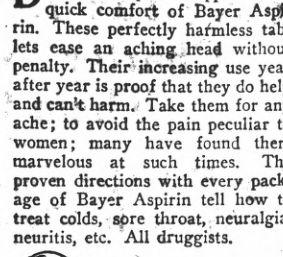 quick comfort of Bayer Aspi
rin. These perfectly harmless tab
lets ease an aching head withou
penalty. Their increasing use yea
after year is proof that they do hel
and can't harm. Take them for an
ache; to avoid the pain peculiar t
women; many have found then
marvelous at such times. Th
proven directions with every pack
age of Bayer Aspirin tell how t
treat colds, sore throat, neuralgia
neuritis, etc. All druggists.